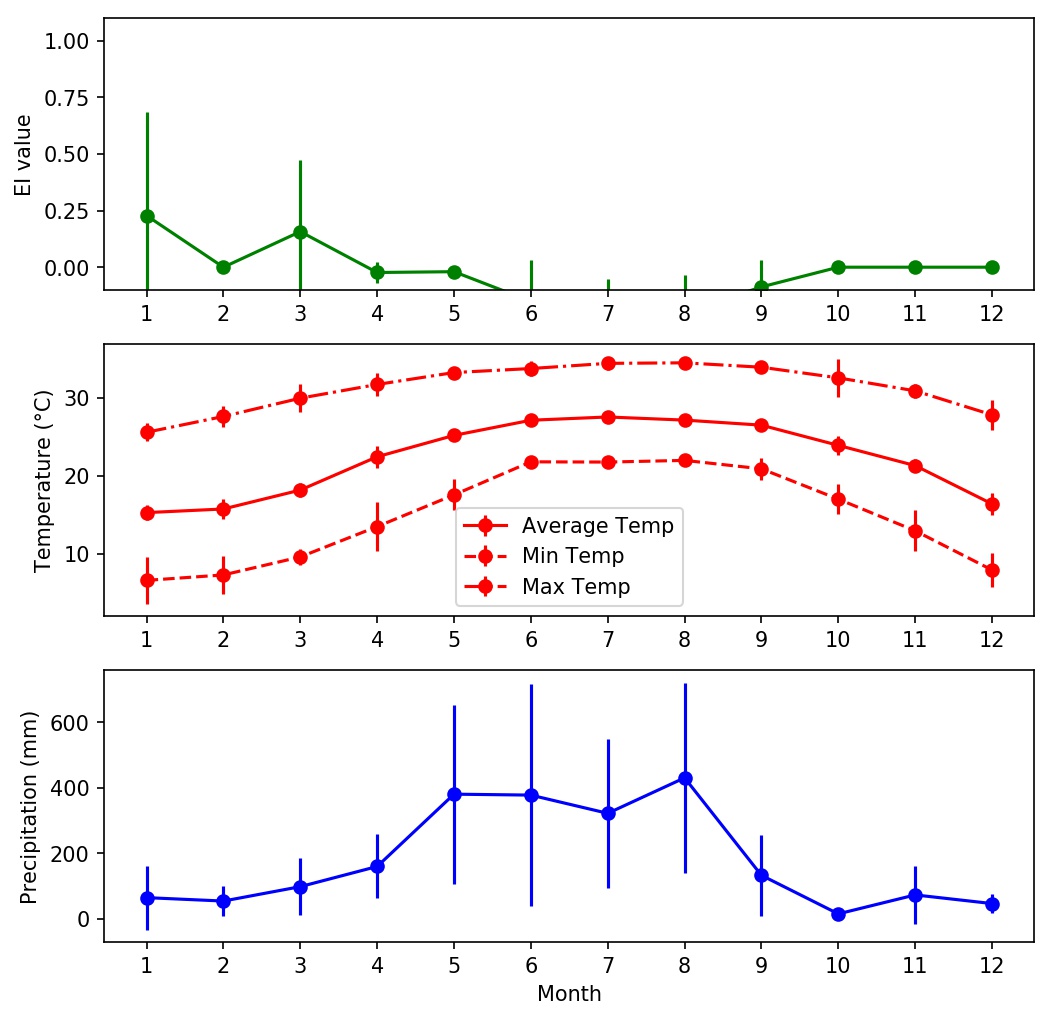 1.00
0.75
0.50
0.25
0.00
EI value
1 2 3 4 5 6 7 8 9 10 11 12
30
20
10
Temperature (°C)
Average Temp
Min Temp
Max Temp
1 2 3 4 5 6 7 8 9 10 11 12
600
400
200
0
Precipitation (mm)
1 2 3 4 5 6 7 8 9 10 11 12
Month